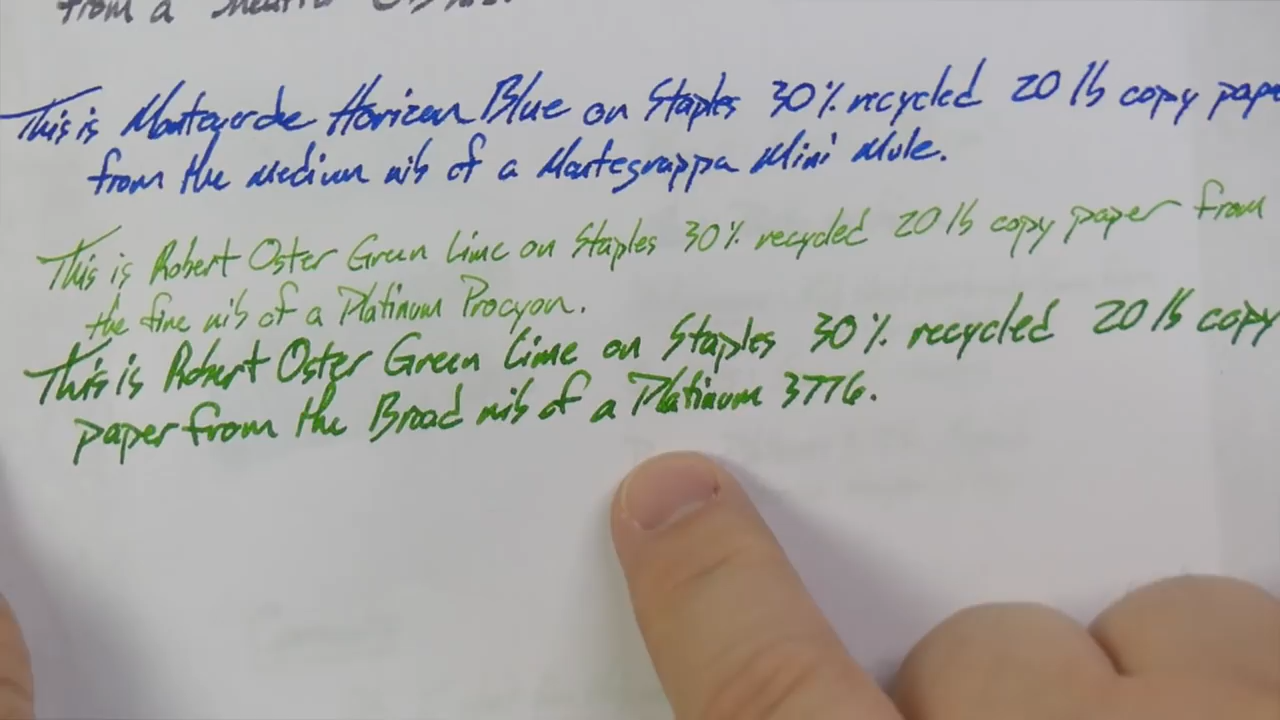 from a
This is Monteverde Horizon Blue on Staples 30% recycled 20 lb copy pape
from the medium nib of a Montegrappa Mini Mule.
This is Robert Oster Green Lime on Staples 30% recycled 20 lb copy paper from
the fine nib of a Platinum Procyon.
This is Robert Oster Green Lime on Staples 30% recycled 20 lb copy
paper from the Broad nib of a Platinum 3776.